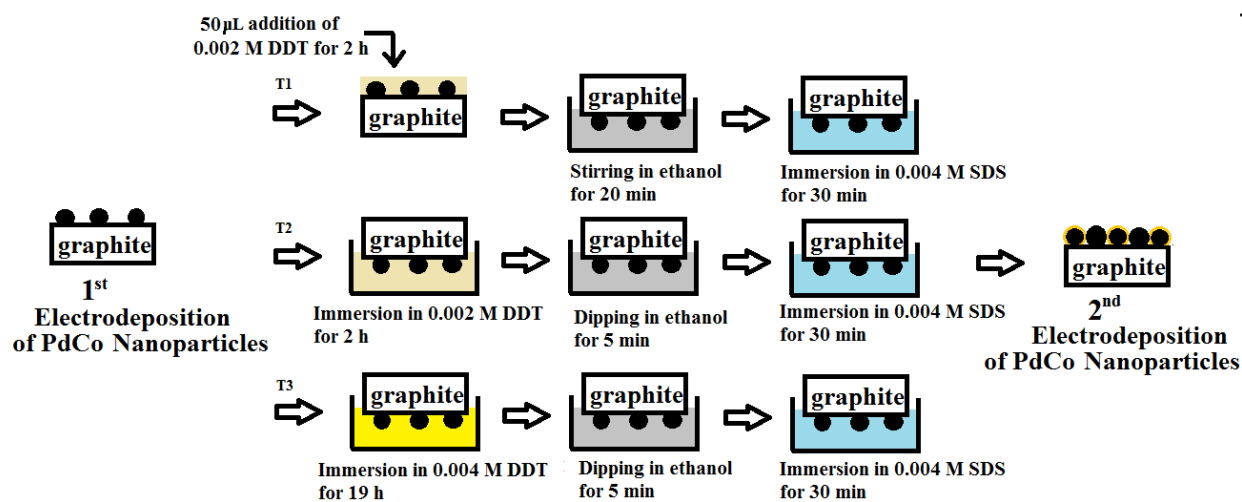 50 µL addition of
0.002 M DDT for 2 h
T1
graphite
graphite
graphite
Stirring in ethanol
for 20 min
Immersion in 0.004 M SDS
for 30 min
graphite
1st
Electrodeposition
of PdCo Nanoparticles
T2
graphite
graphite
graphite
Immersion in 0.002 M DDT
for 2 h
Dipping in ethanol
for 5 min
Immersion in 0.004 M SDS
for 30 min
graphite
2nd
Electrodeposition
of PdCo Nanoparticles
T3
graphite
graphite
graphite
Immersion in 0.004 M DDT
for 19 h
Dipping in ethanol
for 5 min
Immersion in 0.004 M SDS
for 30 min